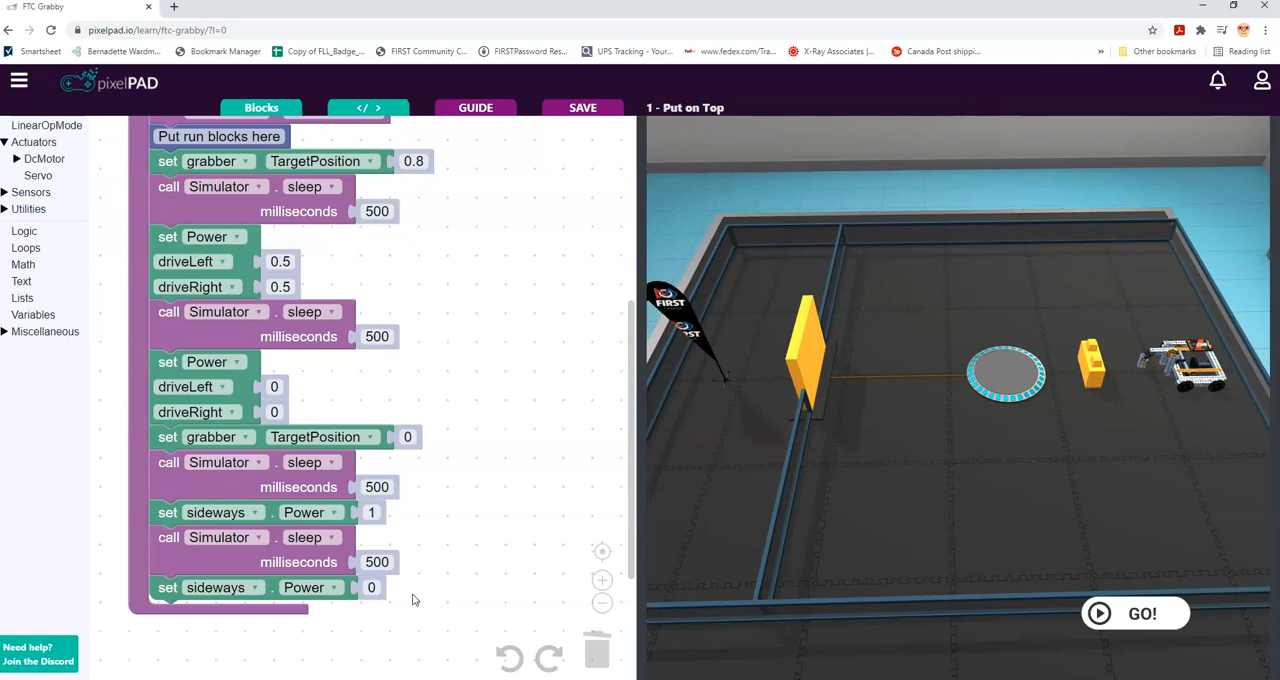 FTC Grabby
pixelpad.io/learn/ftc-grabby/?l=0
Smartsheet
Bernadette Wardm...
Bookmark Manager
Copy of FLL_Badge_...
FIRST Community C...
FIRSTPassword Res...
UPS Tracking - Your...
www.fedex.com/Tra...
X-Ray Associates |...
Canada Post shippi...
Other bookmarks
Reading list
pixelPAD
Blocks
</>
GUIDE
SAVE
1 - Put on Top
LinearOpMode
Actuators
DcMotor
Servo
Sensors
Utilities
Logic
Loops
Math
Text
Lists
Variables
Miscellaneous
Put run blocks here
set grabber TargetPosition 0.8
call Simulator . sleep
milliseconds 500
set Power
driveLeft 0.5
driveRight 0.5
call Simulator . sleep
milliseconds 500
set Power
driveLeft 0
driveRight 0
set grabber TargetPosition 0
call Simulator . sleep
milliseconds 500
set sideways . Power 1
call Simulator . sleep
milliseconds 500
set sideways . Power 0
FIRST
GO!
Need help?
Join the Discord